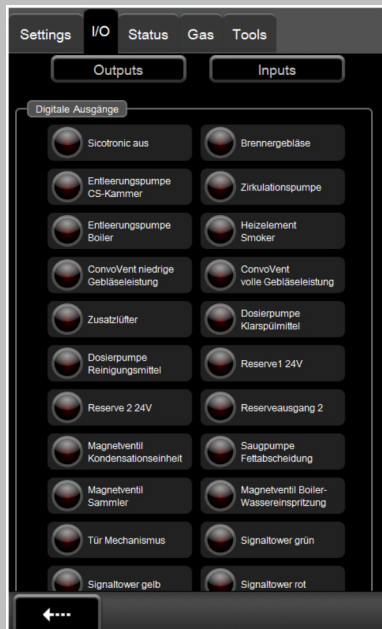 Settings I/O Status Gas Tools
Outputs Inputs
Digitale Ausgänge
Sicotronic aus
Brennergebläse
Entleerungspumpe
CS-Kammer
Zirkulationspumpe
Entleerungspumpe
Boiler
Heizelement
Smoker
ConvoVent niedrige
Gebläseleistung
ConvoVent
volle Gebläseleistung
Zusatzlüfter
Dosierpumpe
Klarspülmittel
Dosierpumpe
Reinigungsmittel
Reserve1 24V
Reserve 2 24V
Reserveausgang 2
Magnetventil
Kondensationseinheit
Saugpumpe
Fettabscheidung
Magnetventil
Sammler
Magnetventil Boiler-
Wassereinspritzung
Tür Mechanismus
Signaltower grün
Signaltower gelb
Signaltower rot